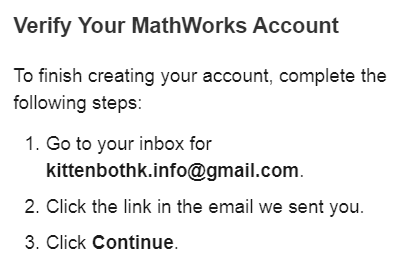 Verify Your MathWorks Account
To finish creating your account, complete the
following steps:
1. Go to your inbox for
kittenbothk.info@gmail.com.
2. Click the link in the email we sent you.
3. Click Continue.